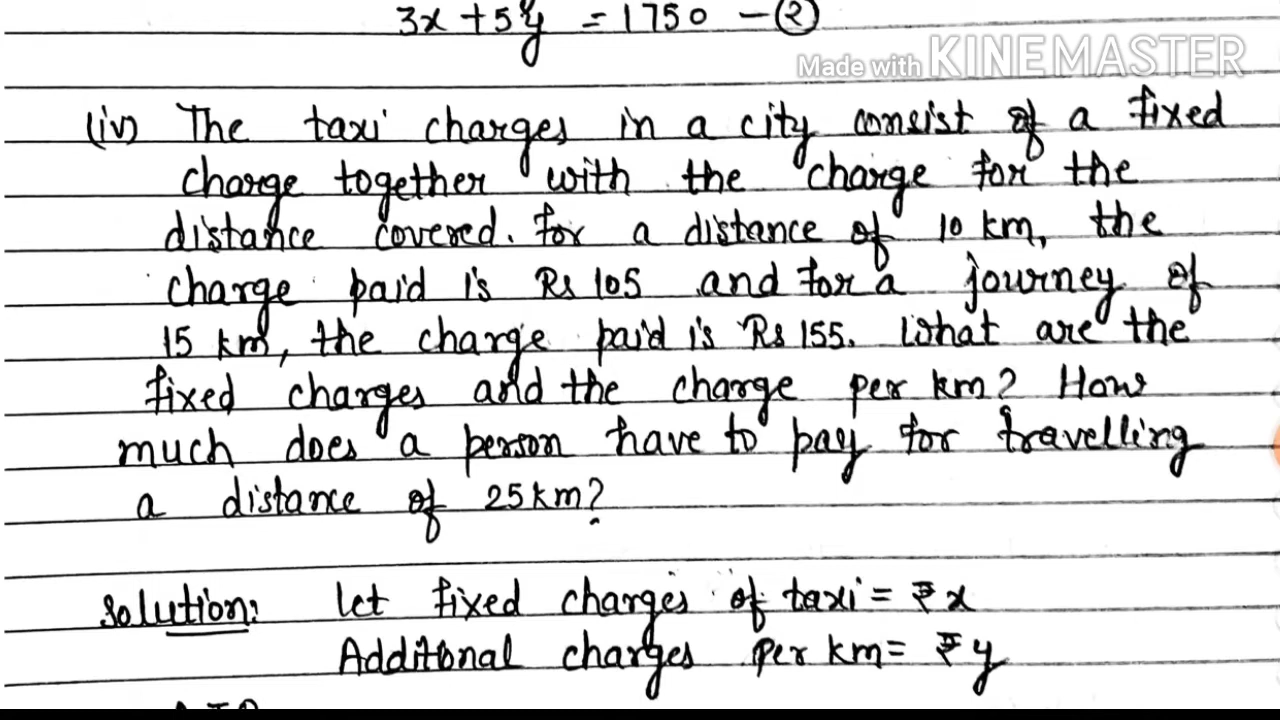 3x + 5y = 1750 - ②
Made with KINEMASTER
(iv) The taxi charges in a city consist of a fixed
charge together with the charge for the
distance covered. for a distance of 10 km, the
charge paid is Rs 105 and for a journey of
15 km, the charge paid is Rs 155. What are the
fixed charges and the charge per km? How
much does a person have to pay for travelling
a distance of 25 km?
Solution: Let fixed charges of taxi = ₹ x
Additional charges per km = ₹ y